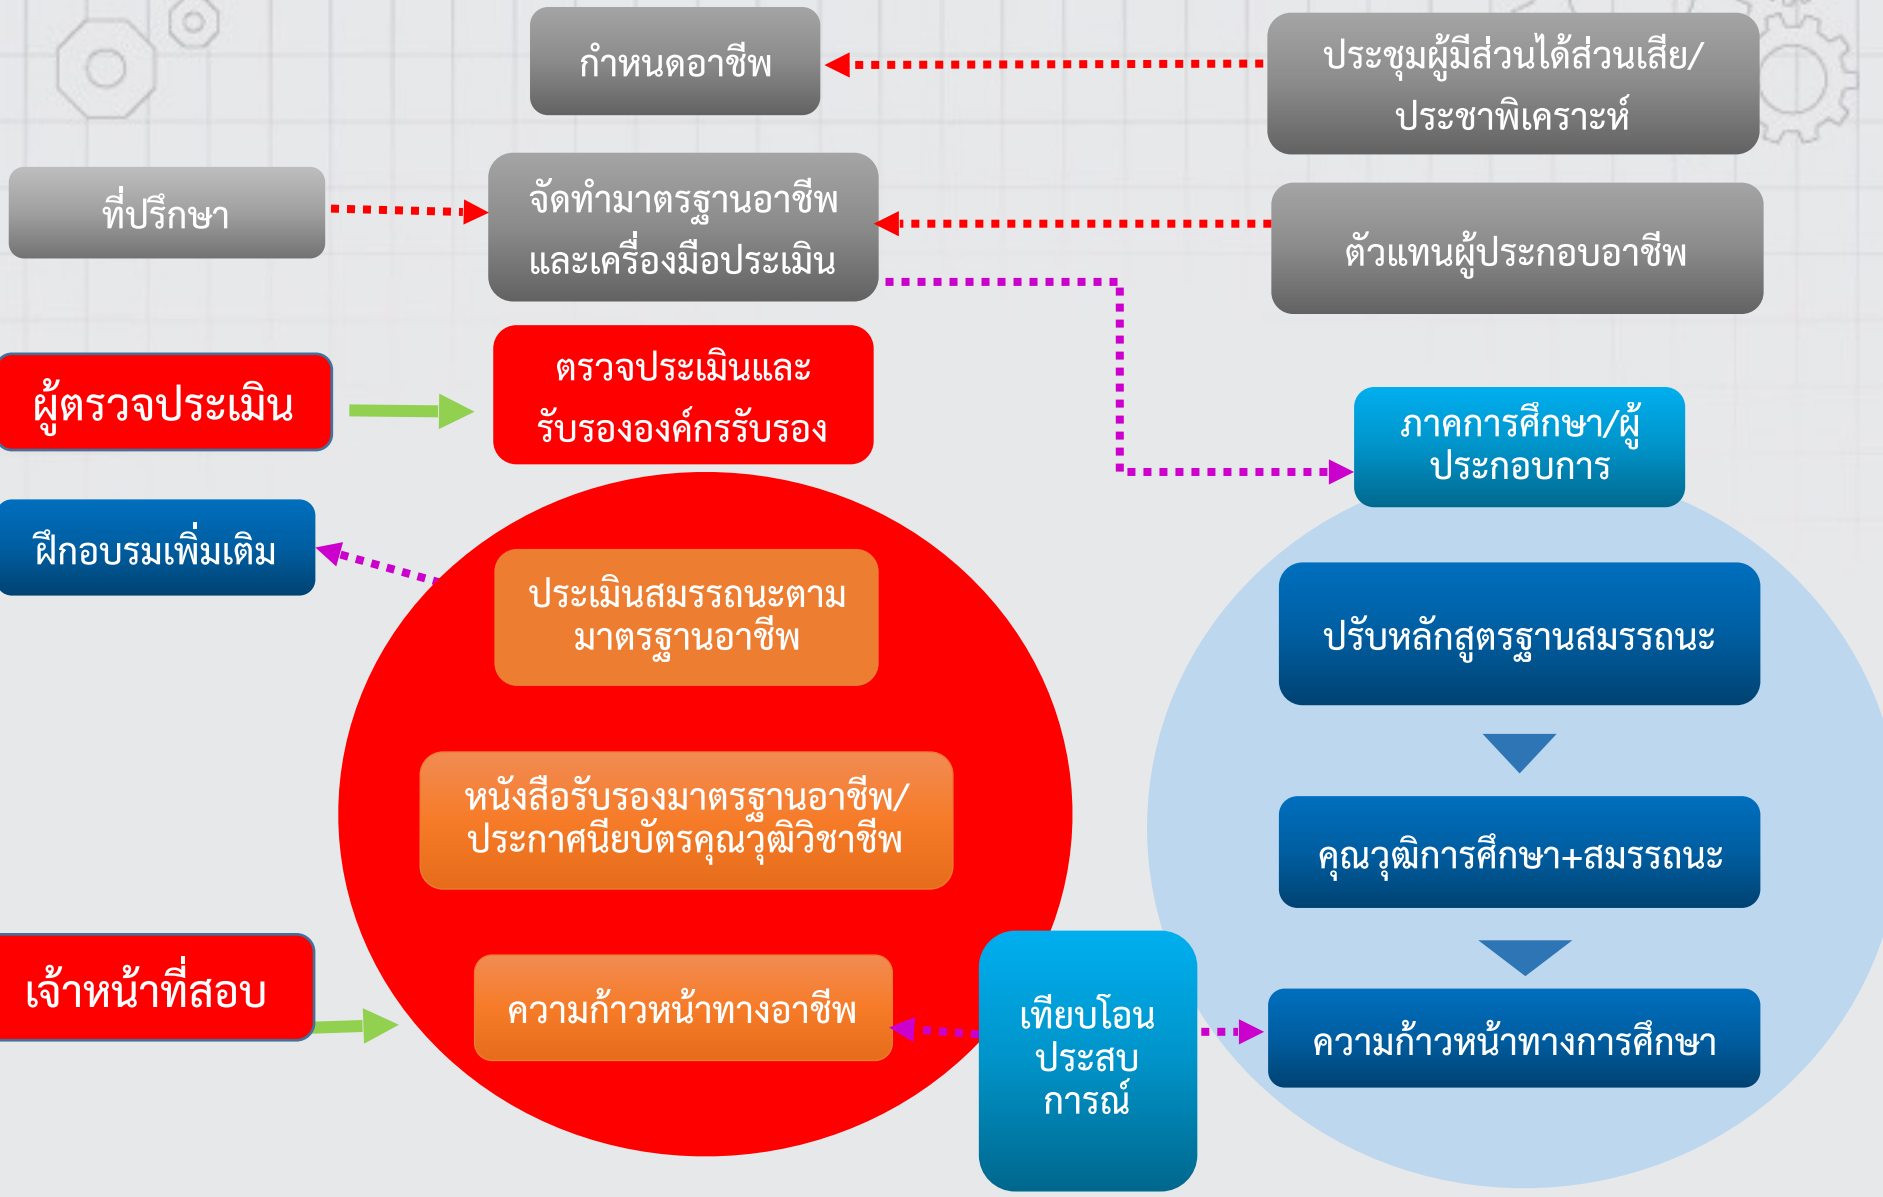 กำหนดอาชีพ
ประชุมผู้มีส่วนได้ส่วนเสีย/
ประชาพิเคราะห์
ที่ปรึกษา
จัดทำมาตรฐานอาชีพ
และเครื่องมือประเมิน
ตัวแทนผู้ประกอบอาชีพ
ผู้ตรวจประเมิน
ตรวจประเมินและ
รับรององค์กรรับรอง
ภาคการศึกษา/ผู้
ประกอบการ
ฝึกอบรมเพิ่มเติม
ประเมินสมรรถนะตาม
มาตรฐานอาชีพ
ปรับหลักสูตรฐานสมรรถนะ
หนังสือรับรองมาตรฐานอาชีพ/
ประกาศนียบัตรคุณวุฒิวิชาชีพ
คุณวุฒิการศึกษา+สมรรถนะ
เจ้าหน้าที่สอบ
ความก้าวหน้าทางอาชีพ
เทียบโอน
ประสบ
การณ์
ความก้าวหน้าทางการศึกษา